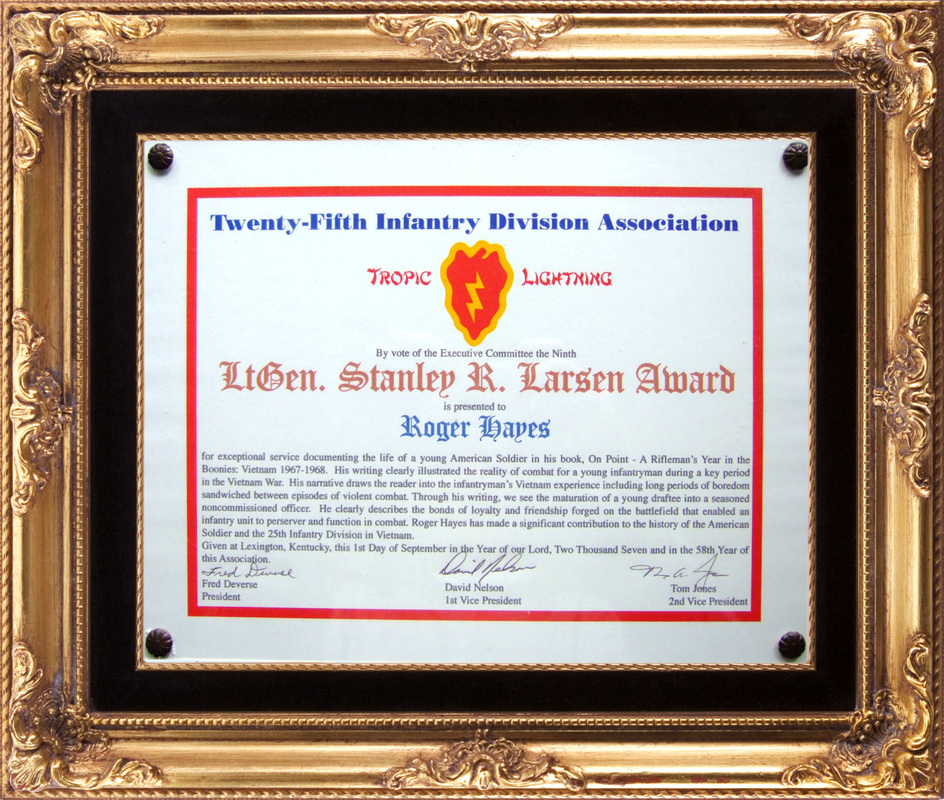 Twenty-Fifth Infantry Division Association
Tropic Lightning
By vote of the Executive Committee the Ninth
LtGen. Stanley R. Larsen Award
is presented to
Roger Hayes
for exceptional service documenting the life of a young American Soldier in his book, On Point - A Rifleman's Year in the
Boonies: Vietnam 1967-1968. His writing clearly illustrated the reality of combat for a young infantryman during a key period
in the Vietnam War. His narrative draws the reader into the infantryman's Vietnam experience including long periods of boredom
sandwiched between episodes of violent combat. Through his writing, we see the maturation of a young draftee into a seasoned
noncommissioned officer. He clearly describes the bonds of loyalty and friendship forged on the battlefield that enabled an
infantry unit to perserver and function in combat. Roger Hayes has made a significant contribution to the history of the American
Soldier and the 25th Infantry Division in Vietnam.
Given at Lexington, Kentucky, this 1st Day of September in the Year of our Lord, Two Thousand Seven and in the 58th Year of
this Association.
Fred Deverse David Nelson Tom A. Jones
Fred Deverse David Nelson Tom Jones
President 1st Vice President 2nd Vice President